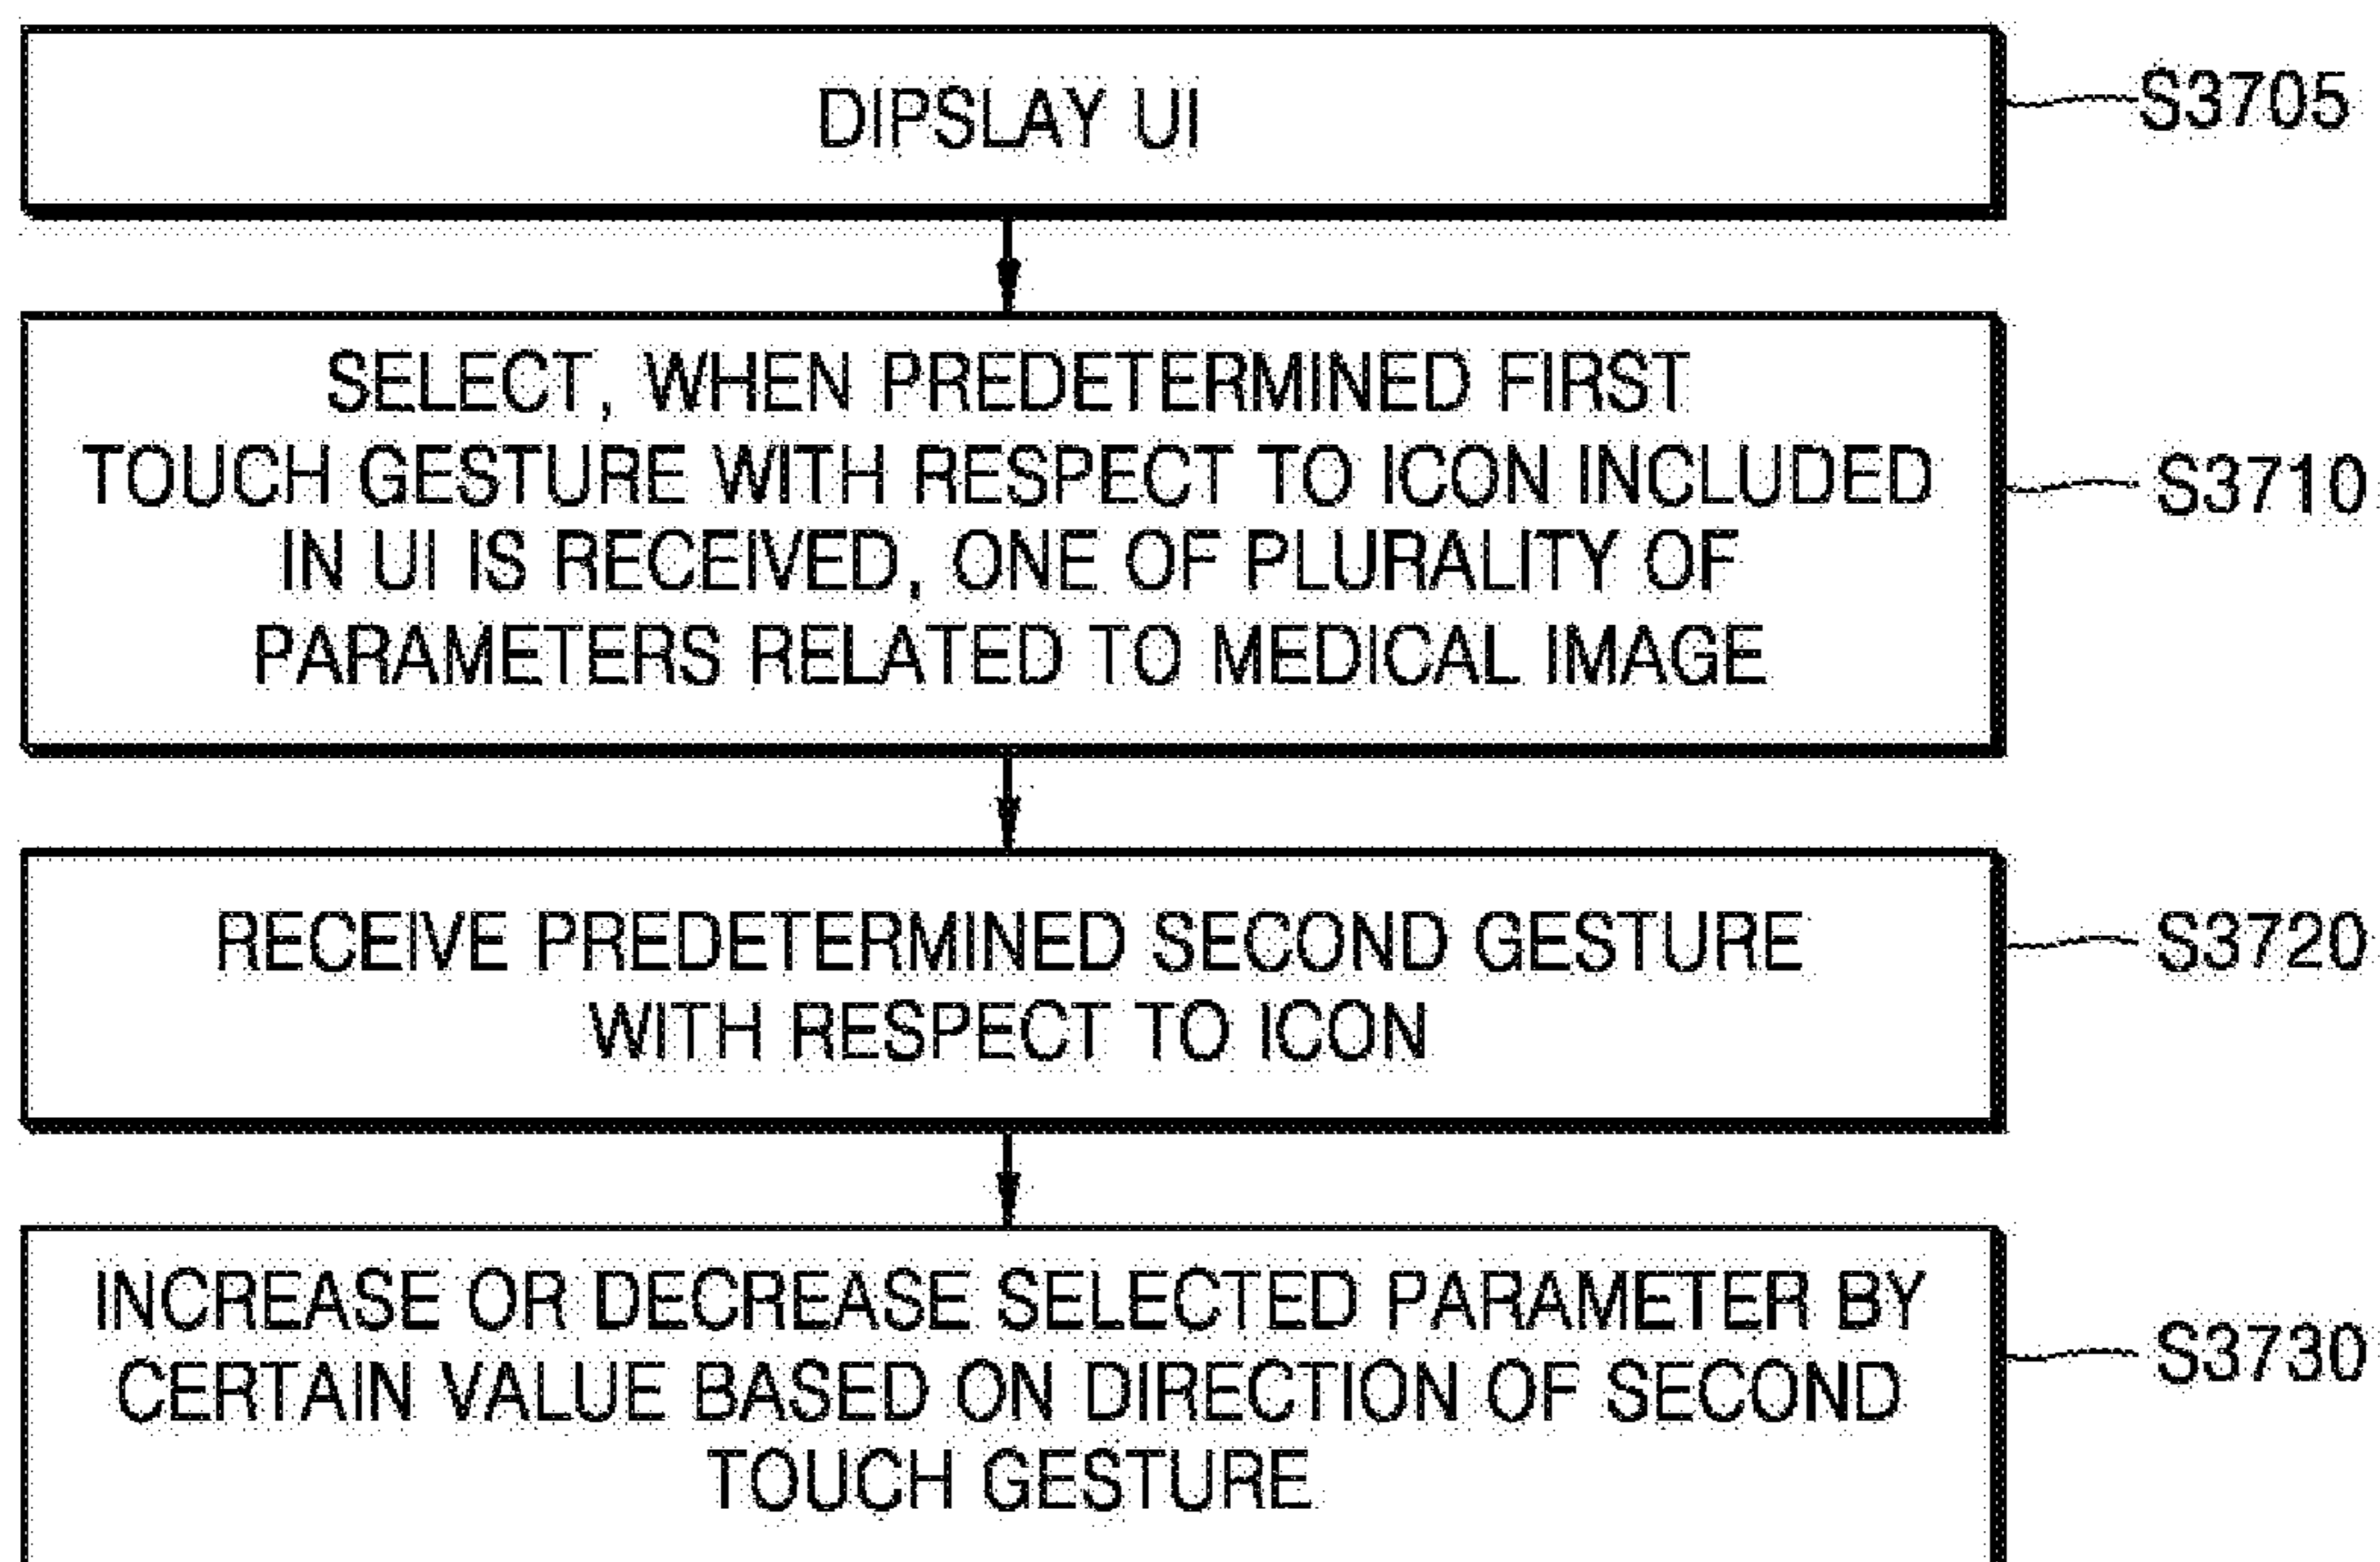 DIPSLAY UI
S3705
SELECT, WHEN PREDETERMINED FIRST
TOUCH GESTURE WITH RESPECT TO ICON INCLUDED
IN UI IS RECEIVED, ONE OF PLURALITY OF
PARAMETERS RELATED TO MEDICAL IMAGE
S3710
RECEIVE PREDETERMINED SECOND GESTURE
WITH RESPECT TO ICON
S3720
INCREASE OR DECREASE SELECTED PARAMETER BY
CERTAIN VALUE BASED ON DIRECTION OF SECOND
TOUCH GESTURE
S3730